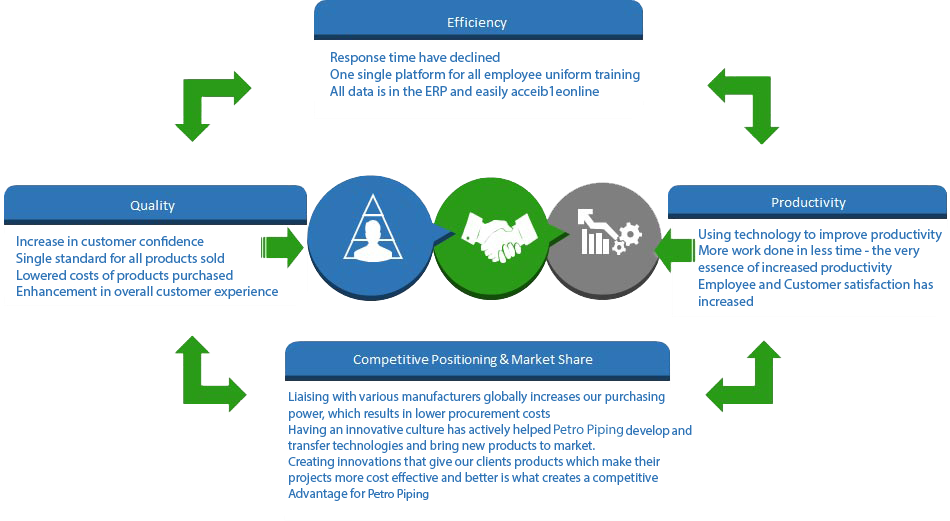 Efficiency
Response time have declined
One single platform for all employee uniform training
All data is in the ERP and easily acceib1eonline
Quality
Increase in customer confidence
Single standard for all products sold
Lowered costs of products purchased
Enhancement in overall customer experience
Productivity
Using technology to improve productivity
More work done in less time - the very
essence of increased productivity
Employee and Customer satisfaction has
increased
Competitive Positioning & Market Share
Liaising with various manufacturers globally increases our purchasing
power, which results in lower procurement costs
Having an innovative culture has actively helped Petro Piping develop and
transfer technologies and bring new products to market.
Creating innovations that give our clients products which make their
projects more cost effective and better is what creates a competitive
Advantage for Petro Piping